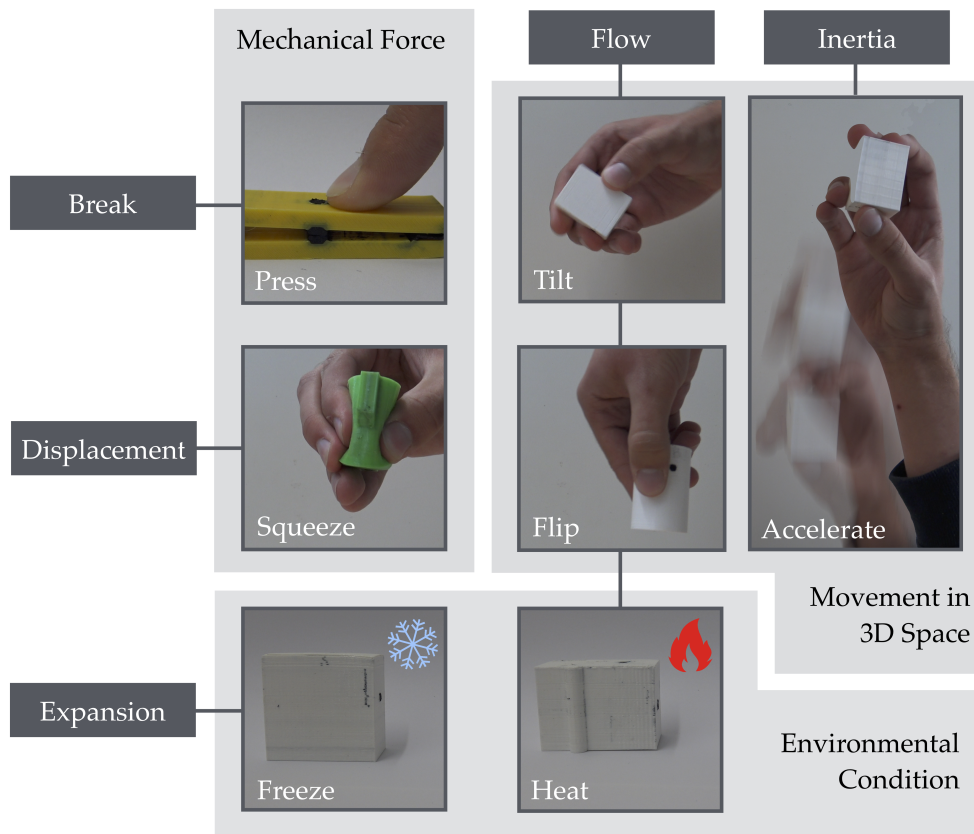 Mechanical Force
Flow
Inertia
Break
Press
Tilt
Displacement
Squeeze
Flip
Accelerate
Movement in
3D Space
Expansion
Freeze
Heat
Environmental
Condition